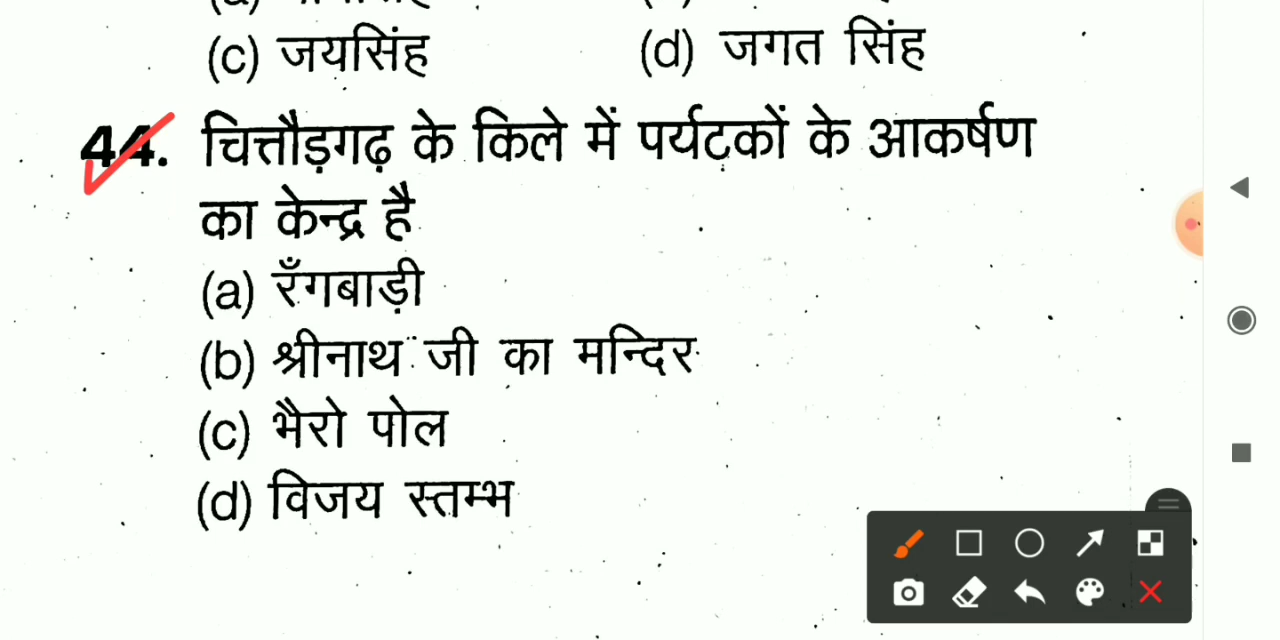 (c) जयसिंह (d) जगत सिंह
44. चित्तौड़गढ़ के किले में पर्यटकों के आकर्षण
का केन्द्र है
(a) रँगबाड़ी
(b) श्रीनाथ जी का मन्दिर
(c) भैरो पोल
(d) विजय स्तम्भ